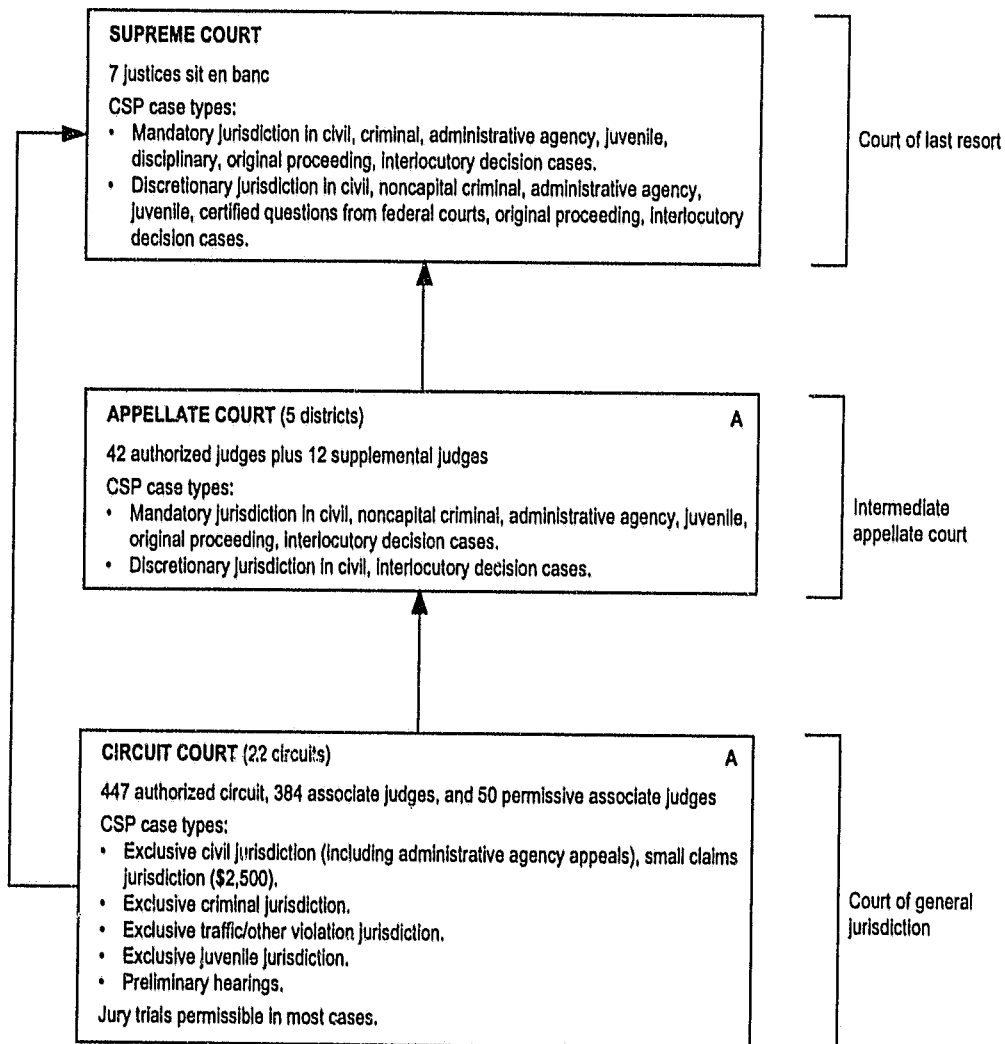 SUPREME COURT
7 justices sit en banc
CSP case types:
• Mandatory jurisdiction in civil, criminal, administrative agency, juvenile,
disciplinary, original proceeding, interlocutory decision cases.
• Discretionary jurisdiction in civil, noncapital criminal, administrative agency,
juvenile, certified questions from federal courts, original proceeding, interlocutory
decision cases.
Court of last resort
APPELLATE COURT (5 districts) A
42 authorized judges plus 12 supplemental judges
CSP case types:
• Mandatory jurisdiction in civil, noncapital criminal, administrative agency, juvenile,
original proceeding, interlocutory decision cases.
• Discretionary jurisdiction in civil, interlocutory decision cases.
Intermediate
appellate court
CIRCUIT COURT (22 circuits) A
447 authorized circuit, 384 associate judges, and 50 permissive associate judges
CSP case types:
• Exclusive civil jurisdiction (including administrative agency appeals), small claims
jurisdiction ($2,500).
• Exclusive criminal jurisdiction.
• Exclusive traffic/other violation jurisdiction.
• Exclusive juvenile jurisdiction.
• Preliminary hearings.
Jury trials permissible in most cases.
Court of general
jurisdiction